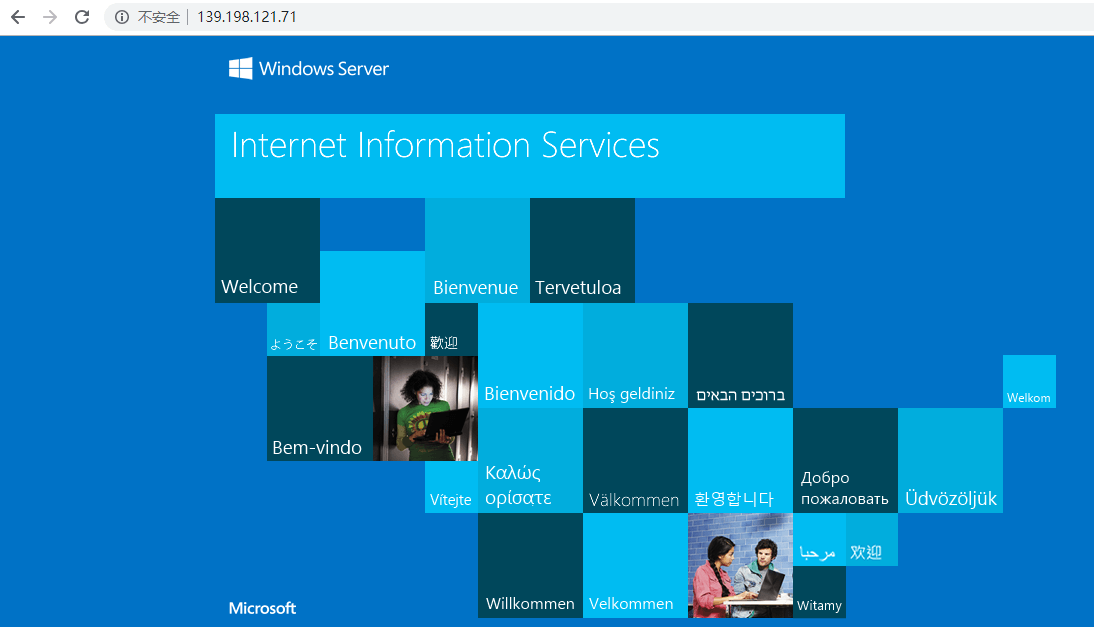 不安全 139.198.121.71
Windows Server
Internet Information Services
Welcome
Bienvenue
Tervetuloa
ようこそ
Benvenuto
歡迎
Bienvenido
Hoş geldiniz
ברוכים הבאים
Welkom
Bem-vindo
Vítejte
Καλώς
ορίσατε
Välkommen
환영합니다
Добро
пожаловать
Üdvözöljük
مرحبا
欢迎
Willkommen
Velkommen
Witamy
Microsoft